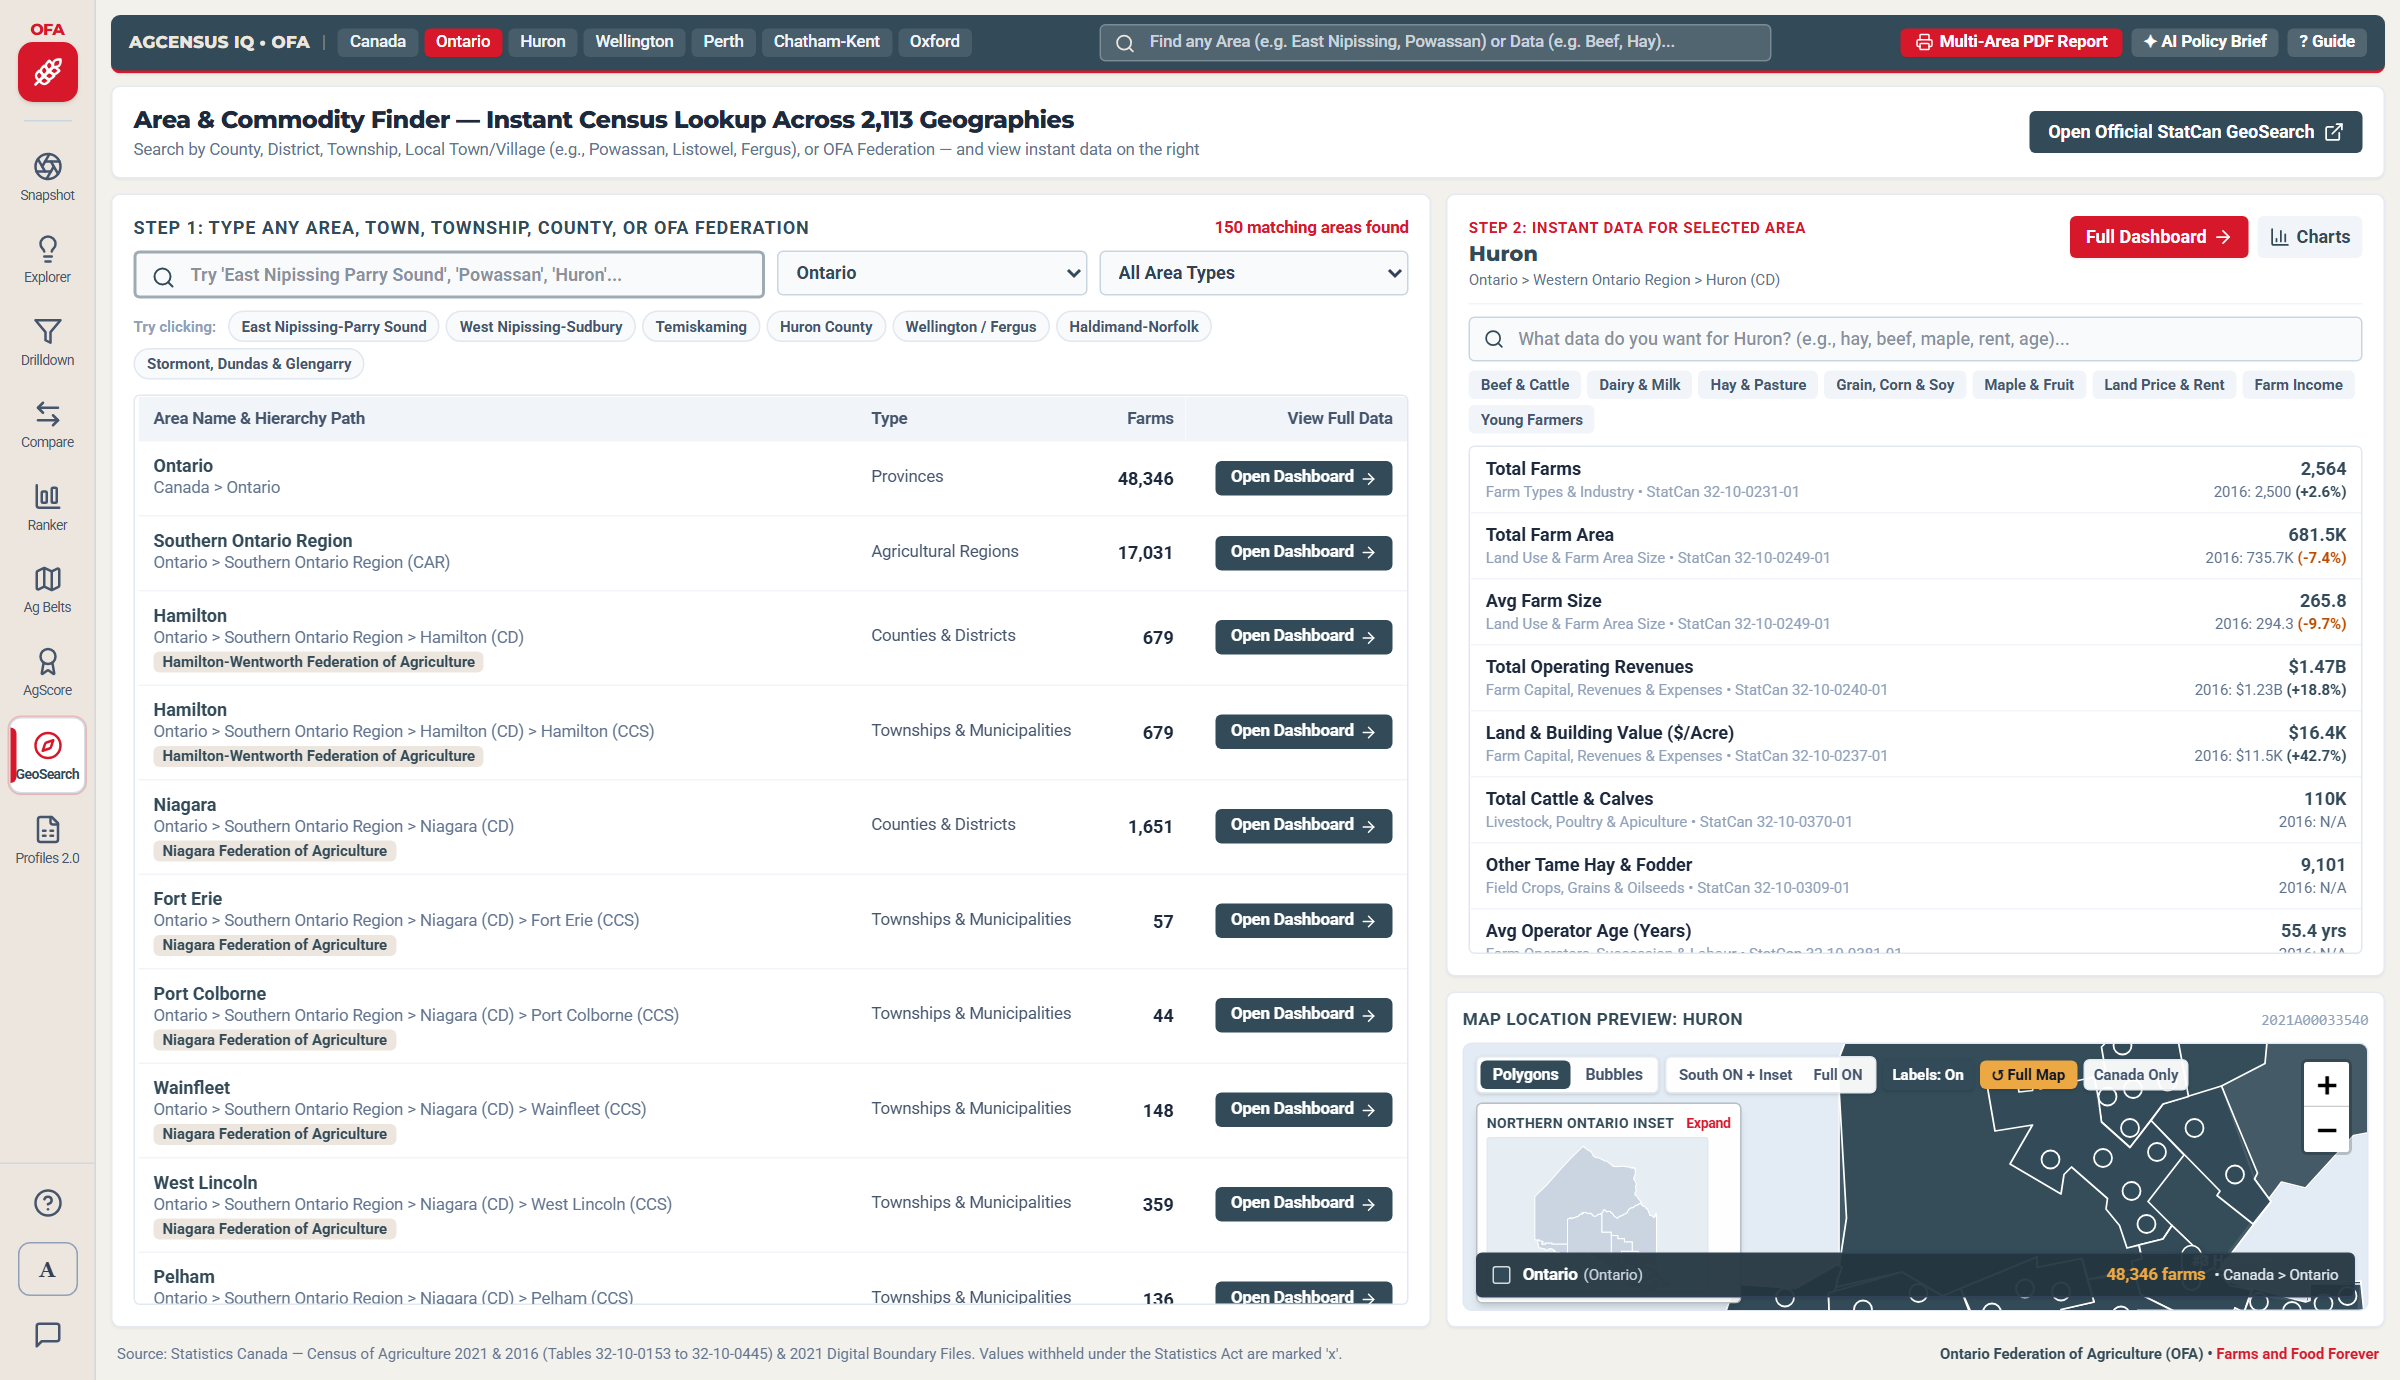 OFA
Snapshot
Explorer
Drilldown
Compare
Ranker
Ag Belts
AgScore
GeoSearch
Profiles 2.0
A
AGCENSUS IQ • OFA | Canada Ontario Huron Wellington Perth Chatham-Kent Oxford
Find any Area (e.g. East Nipissing, Powassan) or Data (e.g. Beef, Hay)...
Multi-Area PDF Report ✦ AI Policy Brief ? Guide
Area & Commodity Finder — Instant Census Lookup Across 2,113 Geographies
Search by County, District, Township, Local Town/Village (e.g., Powassan, Listowel, Fergus), or OFA Federation — and view instant data on the right
Open Official StatCan GeoSearch
STEP 1: TYPE ANY AREA, TOWN, TOWNSHIP, COUNTY, OR OFA FEDERATION
150 matching areas found
Try 'East Nipissing Parry Sound', 'Powassan', 'Huron'...
Ontario
All Area Types
Try clicking: East Nipissing-Parry Sound West Nipissing-Sudbury Temiskaming Huron County Wellington / Fergus Haldimand-Norfolk
Stormont, Dundas & Glengarry
Area Name & Hierarchy Path Type Farms View Full Data
Ontario
Canada > Ontario
Provinces 48,346 Open Dashboard →
Southern Ontario Region
Ontario > Southern Ontario Region (CAR)
Agricultural Regions 17,031 Open Dashboard →
Hamilton
Ontario > Southern Ontario Region > Hamilton (CD)
Hamilton-Wentworth Federation of Agriculture
Counties & Districts 679 Open Dashboard →
Hamilton
Ontario > Southern Ontario Region > Hamilton (CD) > Hamilton (CCS)
Hamilton-Wentworth Federation of Agriculture
Townships & Municipalities 679 Open Dashboard →
Niagara
Ontario > Southern Ontario Region > Niagara (CD)
Niagara Federation of Agriculture
Counties & Districts 1,651 Open Dashboard →
Fort Erie
Ontario > Southern Ontario Region > Niagara (CD) > Fort Erie (CCS)
Niagara Federation of Agriculture
Townships & Municipalities 57 Open Dashboard →
Port Colborne
Ontario > Southern Ontario Region > Niagara (CD) > Port Colborne (CCS)
Niagara Federation of Agriculture
Townships & Municipalities 44 Open Dashboard →
Wainfleet
Ontario > Southern Ontario Region > Niagara (CD) > Wainfleet (CCS)
Niagara Federation of Agriculture
Townships & Municipalities 148 Open Dashboard →
West Lincoln
Ontario > Southern Ontario Region > Niagara (CD) > West Lincoln (CCS)
Niagara Federation of Agriculture
Townships & Municipalities 359 Open Dashboard →
Pelham
Ontario > Southern Ontario Region > Niagara (CD) > Pelham (CCS)
Townships & Municipalities 136 Open Dashboard →
STEP 2: INSTANT DATA FOR SELECTED AREA
Huron
Ontario > Western Ontario Region > Huron (CD)
Full Dashboard → Charts
What data do you want for Huron? (e.g., hay, beef, maple, rent, age)...
Beef & Cattle Dairy & Milk Hay & Pasture Grain, Corn & Soy Maple & Fruit Land Price & Rent Farm Income
Young Farmers
Total Farms 2,564
Farm Types & Industry • StatCan 32-10-0231-01 2016: 2,500 (+2.6%)
Total Farm Area 681.5K
Land Use & Farm Area Size • StatCan 32-10-0249-01 2016: 735.7K (-7.4%)
Avg Farm Size 265.8
Land Use & Farm Area Size • StatCan 32-10-0249-01 2016: 294.3 (-9.7%)
Total Operating Revenues $1.47B
Farm Capital, Revenues & Expenses • StatCan 32-10-0240-01 2016: $1.23B (+18.8%)
Land & Building Value ($/Acre) $16.4K
Farm Capital, Revenues & Expenses • StatCan 32-10-0237-01 2016: $11.5K (+42.7%)
Total Cattle & Calves 110K
Livestock, Poultry & Apiculture • StatCan 32-10-0370-01 2016: N/A
Other Tame Hay & Fodder 9,101
Field Crops, Grains & Oilseeds • StatCan 32-10-0309-01 2016: N/A
Avg Operator Age (Years) 55.4 yrs
Farm Operators, Succession & Labour • StatCan 32-10-0381-01 2016: N/A
MAP LOCATION PREVIEW: HURON 2021A00033540
Polygons Bubbles South ON + Inset Full ON Labels: On ↺ Full Map Canada Only
+
−
NORTHERN ONTARIO INSET Expand
Ontario (Ontario) 48,346 farms • Canada > Ontario
Source: Statistics Canada — Census of Agriculture 2021 & 2016 (Tables 32-10-0153 to 32-10-0445) & 2021 Digital Boundary Files. Values withheld under the Statistics Act are marked 'x'.
Ontario Federation of Agriculture (OFA) • Farms and Food Forever